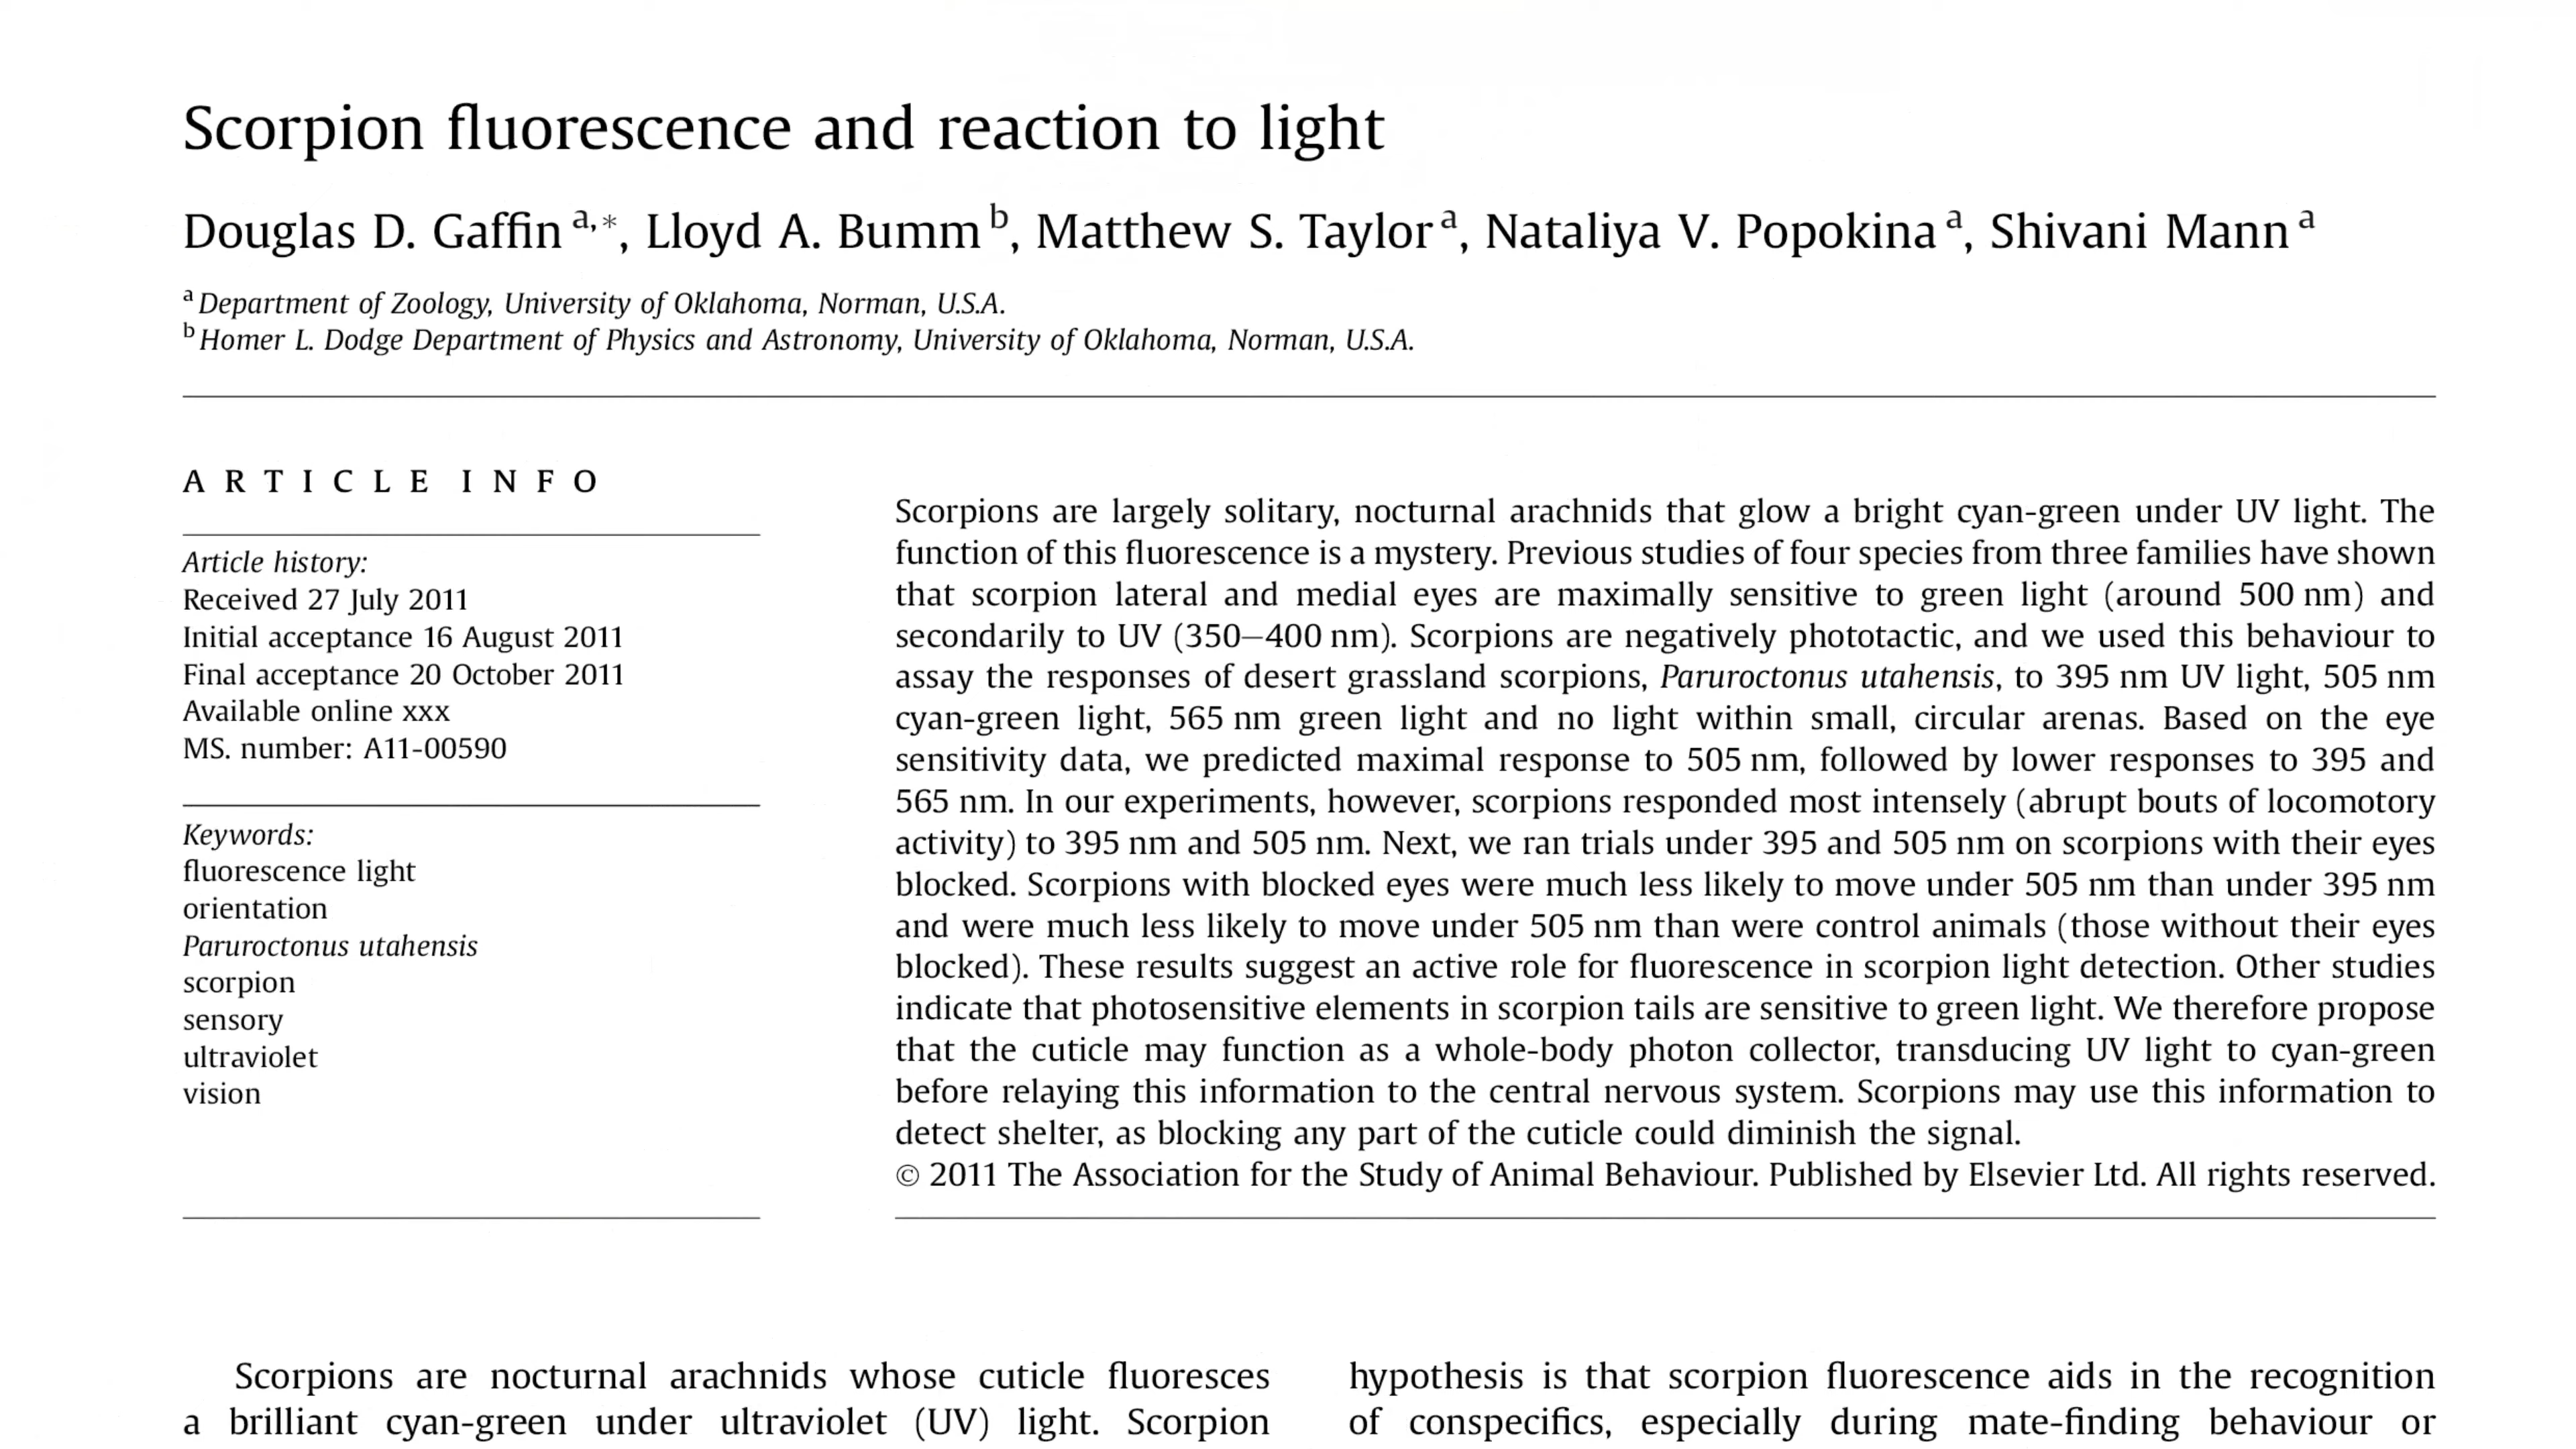 Scorpion fluorescence and reaction to light
Douglas D. Gaffin a,*, Lloyd A. Bumm b, Matthew S. Taylor a, Nataliya V. Popokina a, Shivani Mann a
a Department of Zoology, University of Oklahoma, Norman, U.S.A.
b Homer L. Dodge Department of Physics and Astronomy, University of Oklahoma, Norman, U.S.A.
ARTICLE INFO
Article history:
Received 27 July 2011
Initial acceptance 16 August 2011
Final acceptance 20 October 2011
Available online xxx
MS. number: A11-00590
Keywords:
fluorescence light
orientation
Paruroctonus utahensis
scorpion
sensory
ultraviolet
vision
Scorpions are largely solitary, nocturnal arachnids that glow a bright cyan-green under UV light. The
function of this fluorescence is a mystery. Previous studies of four species from three families have shown
that scorpion lateral and medial eyes are maximally sensitive to green light (around 500 nm) and
secondarily to UV (350–400 nm). Scorpions are negatively phototactic, and we used this behaviour to
assay the responses of desert grassland scorpions, Paruroctonus utahensis, to 395 nm UV light, 505 nm
cyan-green light, 565 nm green light and no light within small, circular arenas. Based on the eye
sensitivity data, we predicted maximal response to 505 nm, followed by lower responses to 395 and
565 nm. In our experiments, however, scorpions responded most intensely (abrupt bouts of locomotory
activity) to 395 nm and 505 nm. Next, we ran trials under 395 and 505 nm on scorpions with their eyes
blocked. Scorpions with blocked eyes were much less likely to move under 505 nm than under 395 nm
and were much less likely to move under 505 nm than were control animals (those without their eyes
blocked). These results suggest an active role for fluorescence in scorpion light detection. Other studies
indicate that photosensitive elements in scorpion tails are sensitive to green light. We therefore propose
that the cuticle may function as a whole-body photon collector, transducing UV light to cyan-green
before relaying this information to the central nervous system. Scorpions may use this information to
detect shelter, as blocking any part of the cuticle could diminish the signal.
© 2011 The Association for the Study of Animal Behaviour. Published by Elsevier Ltd. All rights reserved.
Scorpions are nocturnal arachnids whose cuticle fluoresces
a brilliant cyan-green under ultraviolet (UV) light. Scorpion
hypothesis is that scorpion fluorescence aids in the recognition
of conspecifics, especially during mate-finding behaviour or